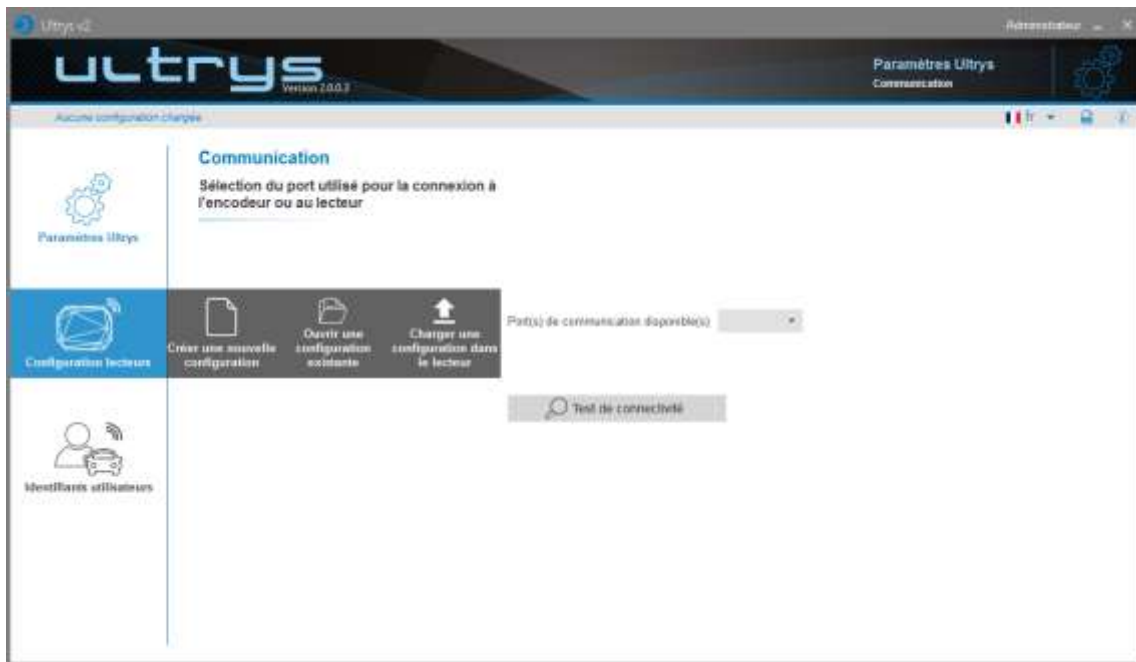 Ultrys v2
Administrateur
ultrys
Version 2.0.0.3
Paramètres Ultrys
Communication
Aucune configuration chargée
fr
Communication
Sélection du port utilisé pour la connexion à
l'encodeur ou au lecteur
Paramètres Ultrys
Configuration lecteurs
Créer une nouvelle
configuration
Ouvrir une
configuration
existante
Charger une
configuration dans
le lecteur
Port(s) de communication disponible(s)
Test de connectivité
Identifiants utilisateurs